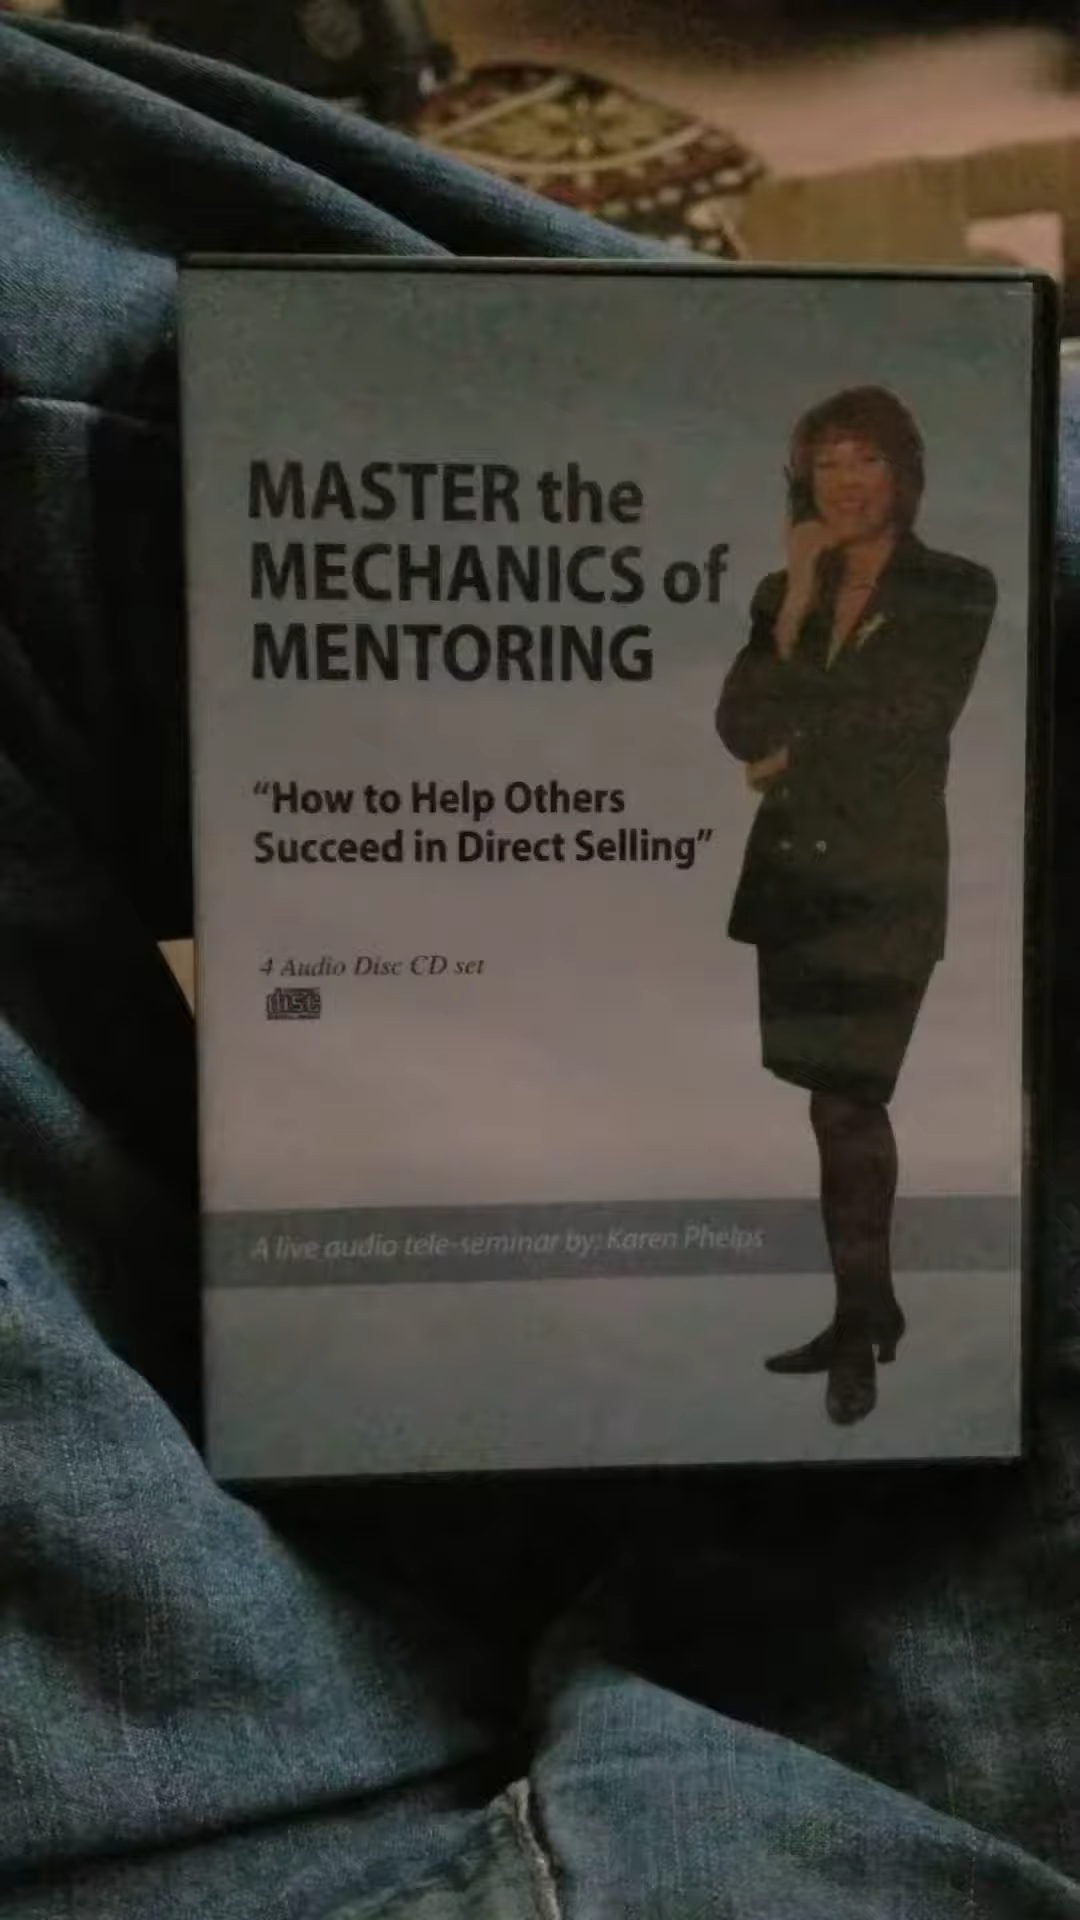 MASTER the
MECHANICS of
MENTORING
“How to Help Others
Succeed in Direct Selling”
4 Audio Disc CD set
disc
A live audio tele-seminar by: Karen Phelps